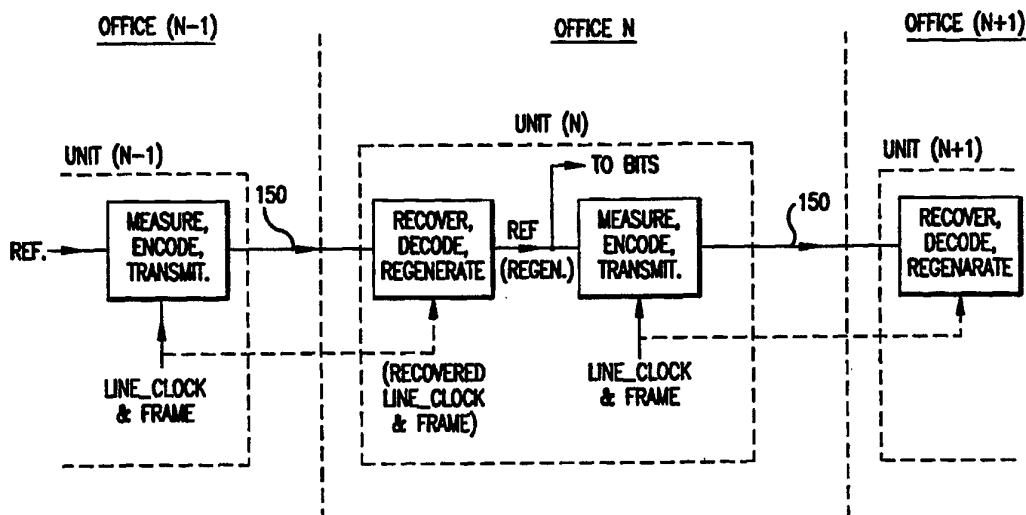 OFFICE (N-1)
OFFICE N
OFFICE (N+1)
UNIT (N-1)
UNIT (N)
UNIT (N+1)
TO BITS
150
150
REF.
MEASURE,
ENCODE,
TRANSMIT.
RECOVER,
DECODE,
REGENERATE
REF
(REGEN.)
MEASURE,
ENCODE,
TRANSMIT.
RECOVER,
DECODE,
REGENARATE
LINE_CLOCK
& FRAME
(RECOVERED
LINE_CLOCK
& FRAME)
LINE_CLOCK
& FRAME